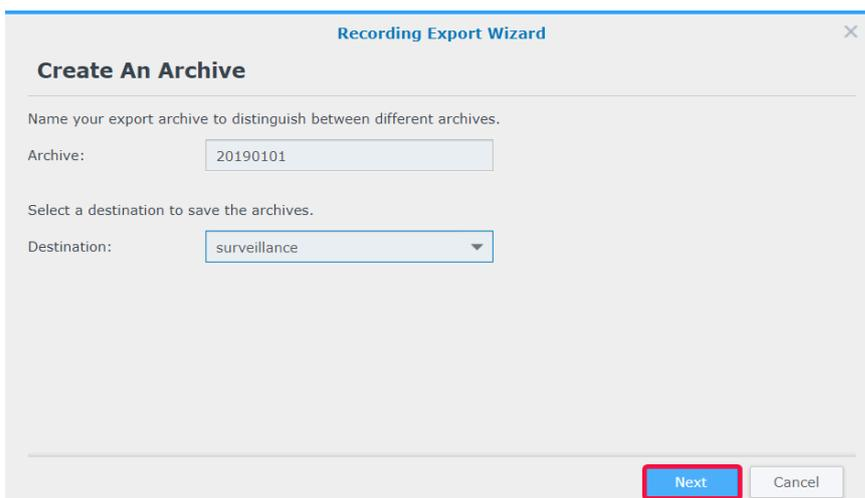 Recording Export Wizard
Create An Archive
Name your export archive to distinguish between different archives.
Archive: 20190101
Select a destination to save the archives.
Destination: surveillance
Next Cancel